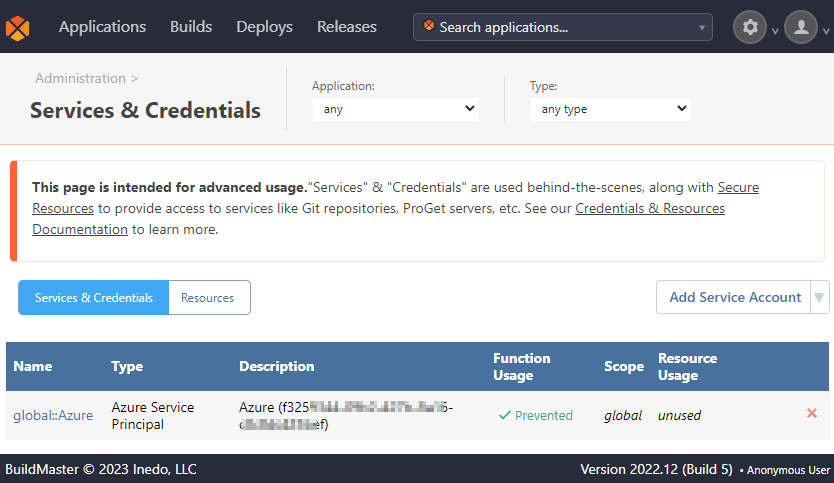 Applications Builds Deploys Releases Search applications...
Administration >
Services & Credentials
Application:
any
Type:
any type
This page is intended for advanced usage."Services" & "Credentials" are used behind-the-scenes, along with Secure
Resources to provide access to services like Git repositories, ProGet servers, etc. See our Credentials & Resources
Documentation to learn more.
Services & Credentials Resources Add Service Account
Name Type Description Function Usage Scope Resource Usage
global::Azure Azure Service Principal Azure (f325 6- ef) Prevented global unused
BuildMaster © 2023 Inedo, LLC Version 2022.12 (Build 5) • Anonymous User